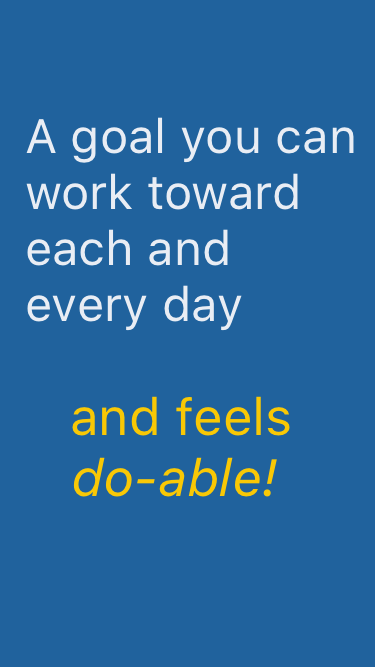 A goal you can
work toward
each and
every day
and feels
do-able!